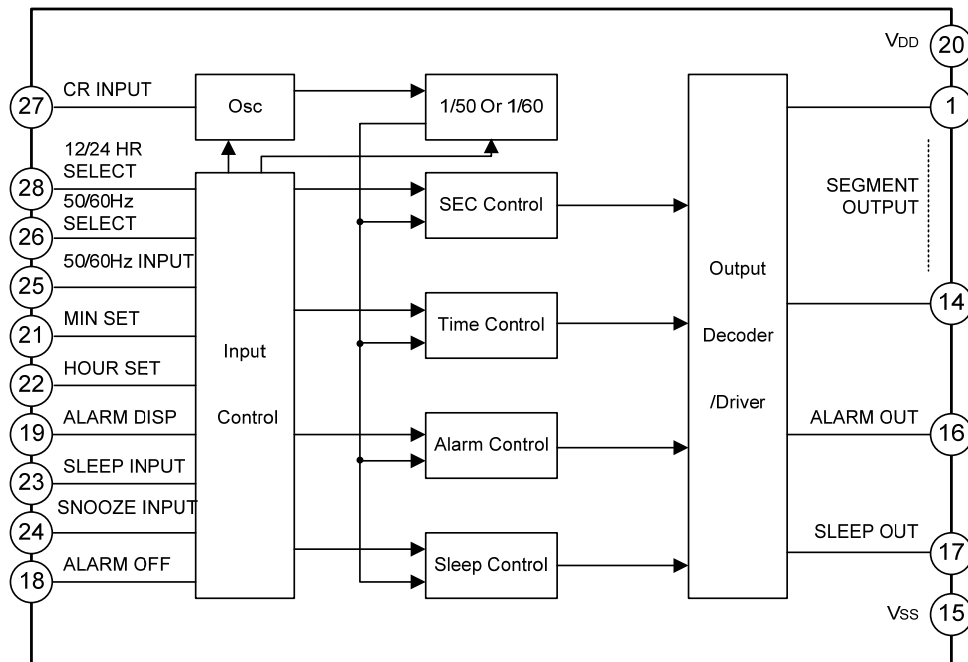 VDD
20
27
CR INPUT
Osc
1/50 Or 1/60
1
12/24 HR
SELECT
28
50/60Hz
SELECT
26
50/60Hz INPUT
25
MIN SET
21
HOUR SET
22
ALARM DISP
19
SLEEP INPUT
23
SNOOZE INPUT
24
ALARM OFF
18
Input
Control
SEC Control
Time Control
Alarm Control
Sleep Control
Output
Decoder
/Driver
SEGMENT
OUTPUT
14
ALARM OUT
16
SLEEP OUT
17
VSS
15